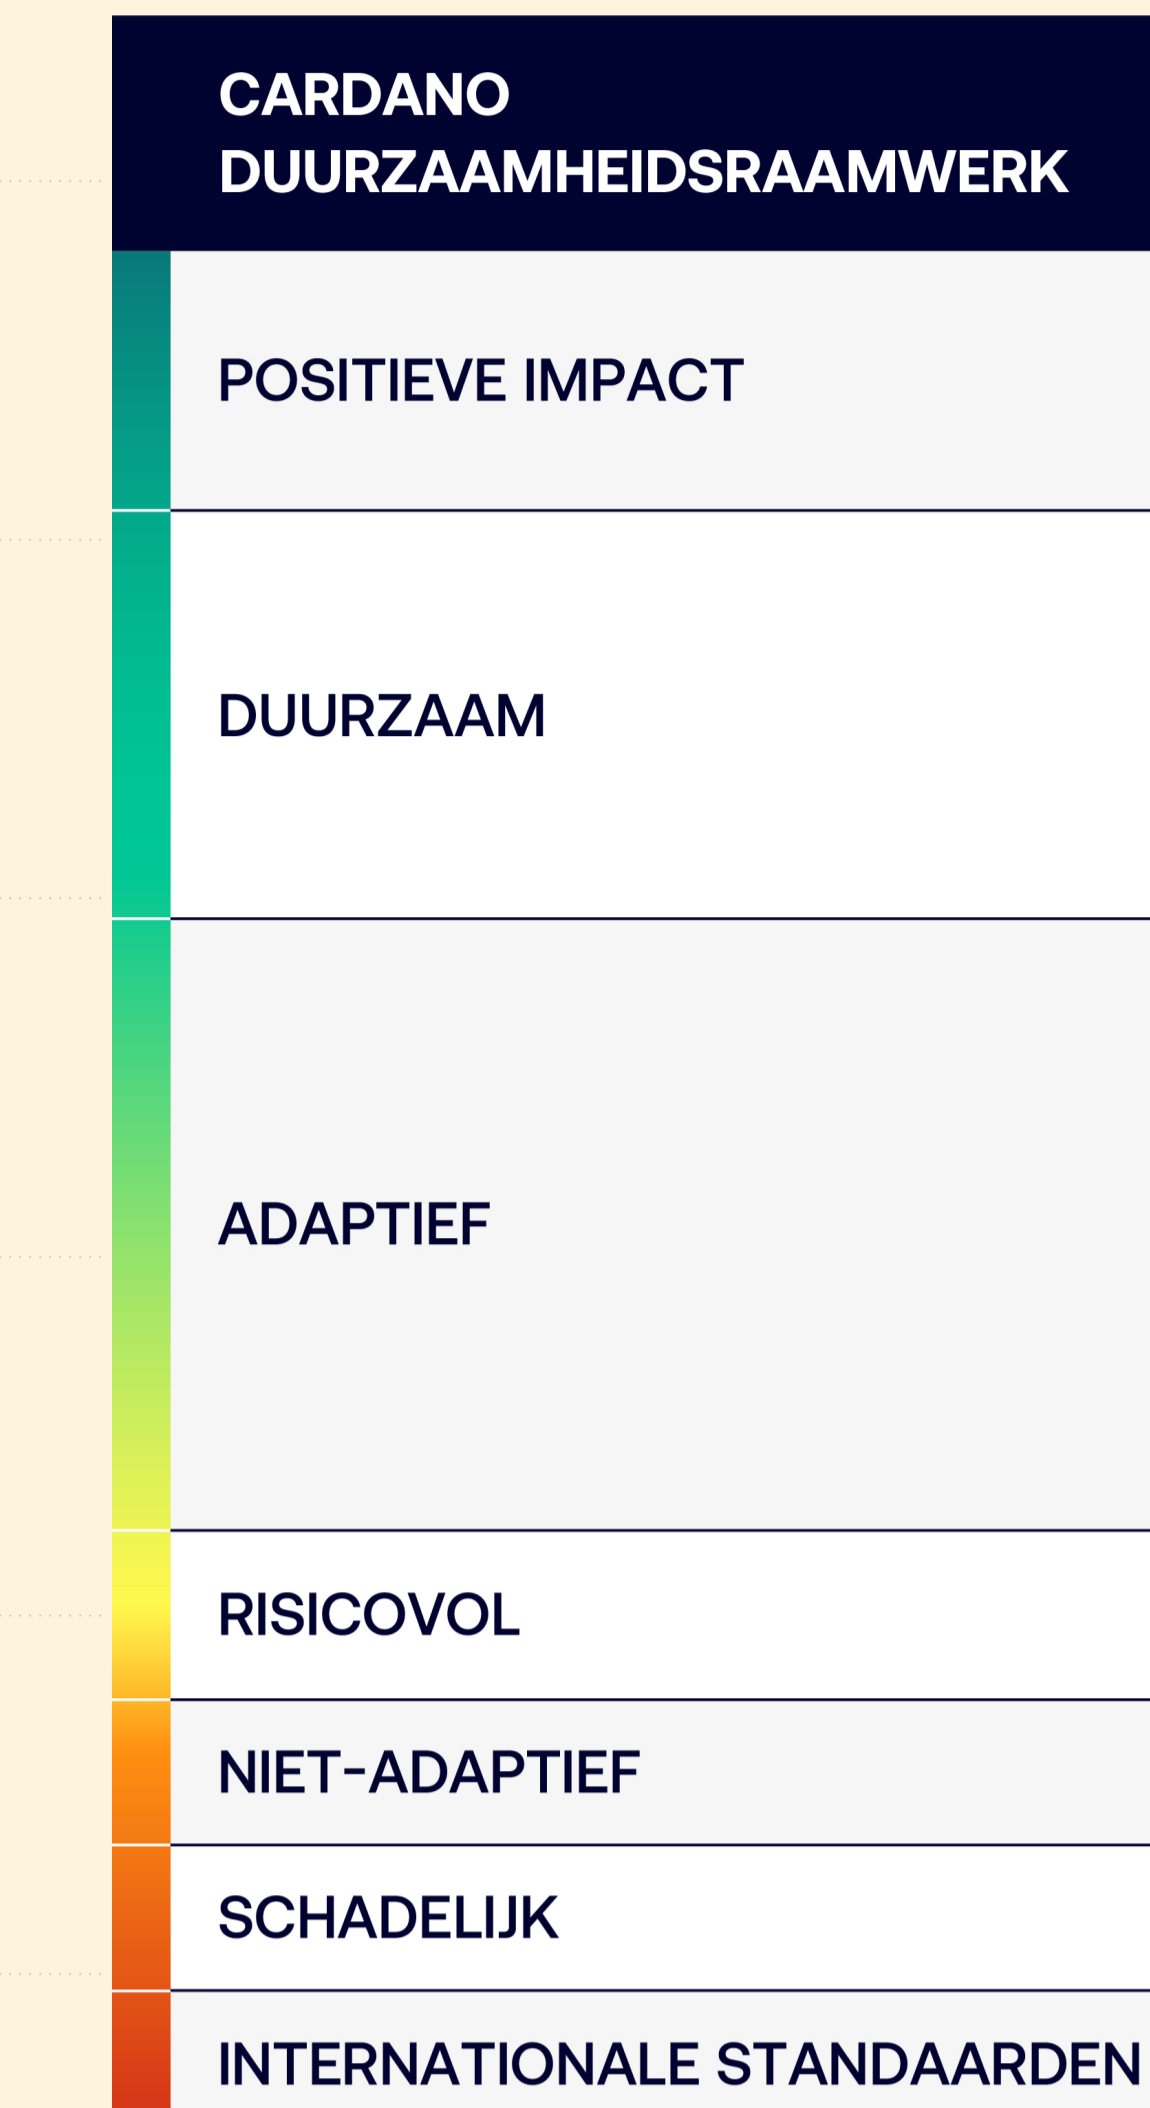 CARDANO
DUURZAAMHEIDSRAAMWERK
POSITIEVE IMPACT
DUURZAAM
ADAPTIEF
RISICOVOL
NIET-ADAPTIEF
SCHADELIJK
INTERNATIONALE STANDAARDEN